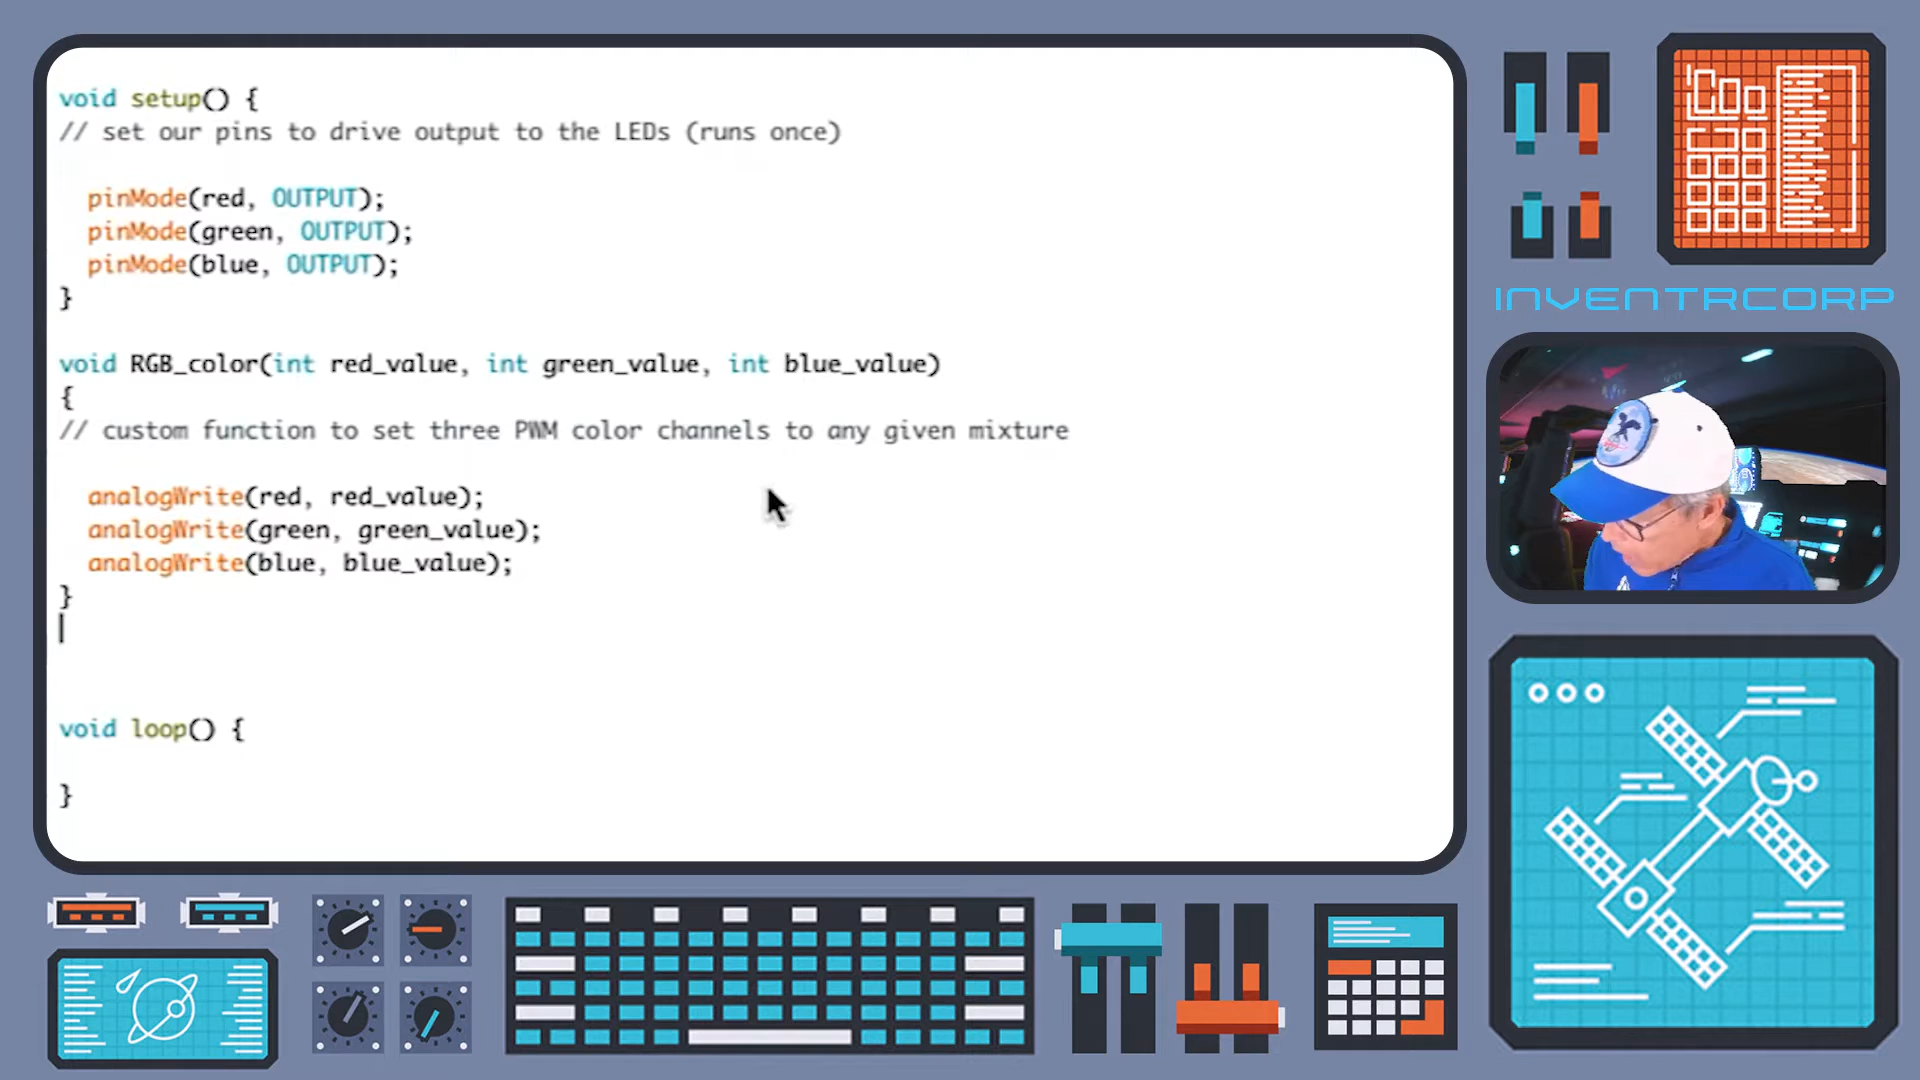 void setup() {
// set our pins to drive output to the LEDs (runs once)
pinMode(red, OUTPUT);
pinMode(green, OUTPUT);
pinMode(blue, OUTPUT);
}
void RGB_color(int red_value, int green_value, int blue_value)
{
// custom function to set three PWM color channels to any given mixture
analogWrite(red, red_value);
analogWrite(green, green_value);
analogWrite(blue, blue_value);
}
void loop() {
}
INVENTRCORP